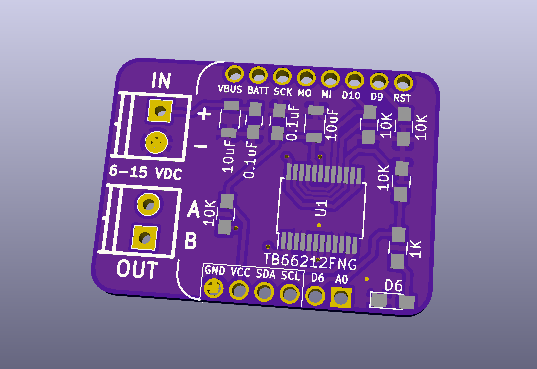 IN
VBUS BATT SCK MO MI D10 D9 RST
+
10uF
0.1uF
0.1uF
10uF
10K
10K
−
6-15 VDC
10K
A
10K
U1
B
1K
OUT
TB66212FNG
GND VCC SDA SCL D6 A0
D6